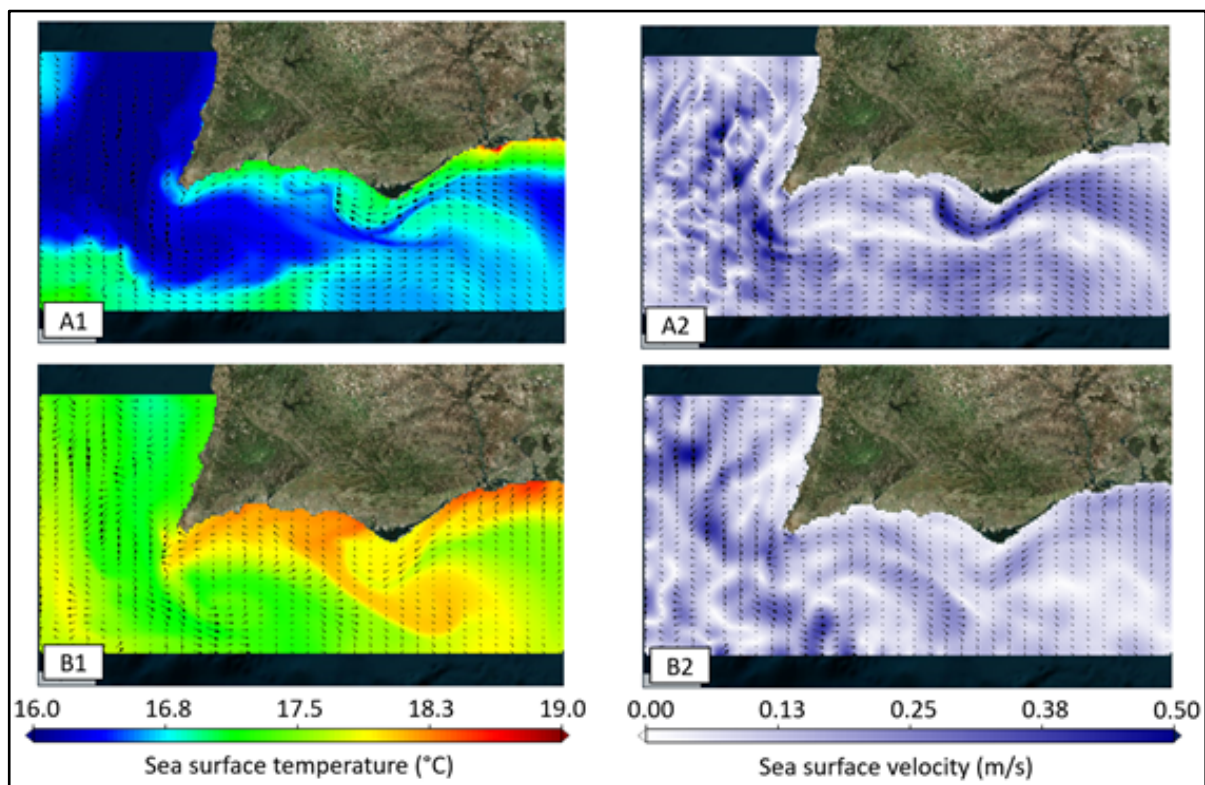 A1
A2
B1
B2
16.0 16.8 17.5 18.3 19.0
Sea surface temperature (°C)
0.00 0.13 0.25 0.38 0.50
Sea surface velocity (m/s)